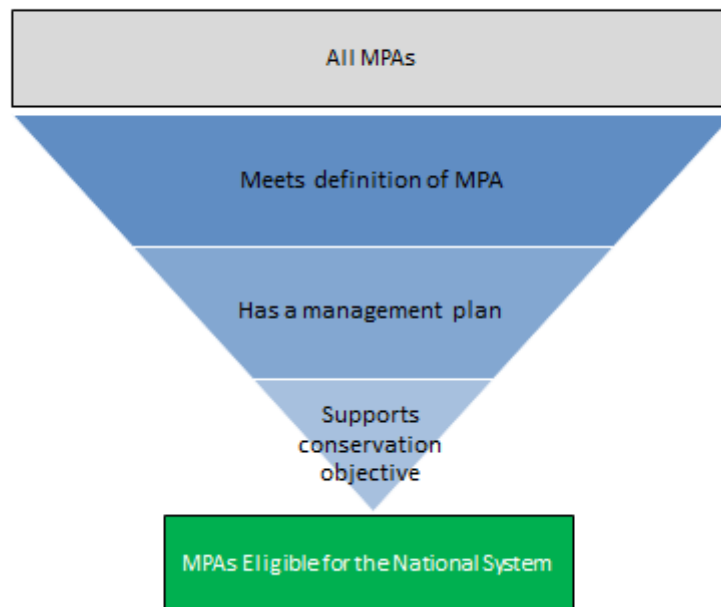 All MPAs
Meets definition of MPA
Has a management plan
Supports
conservation
objective
MPAs Eligible for the National System